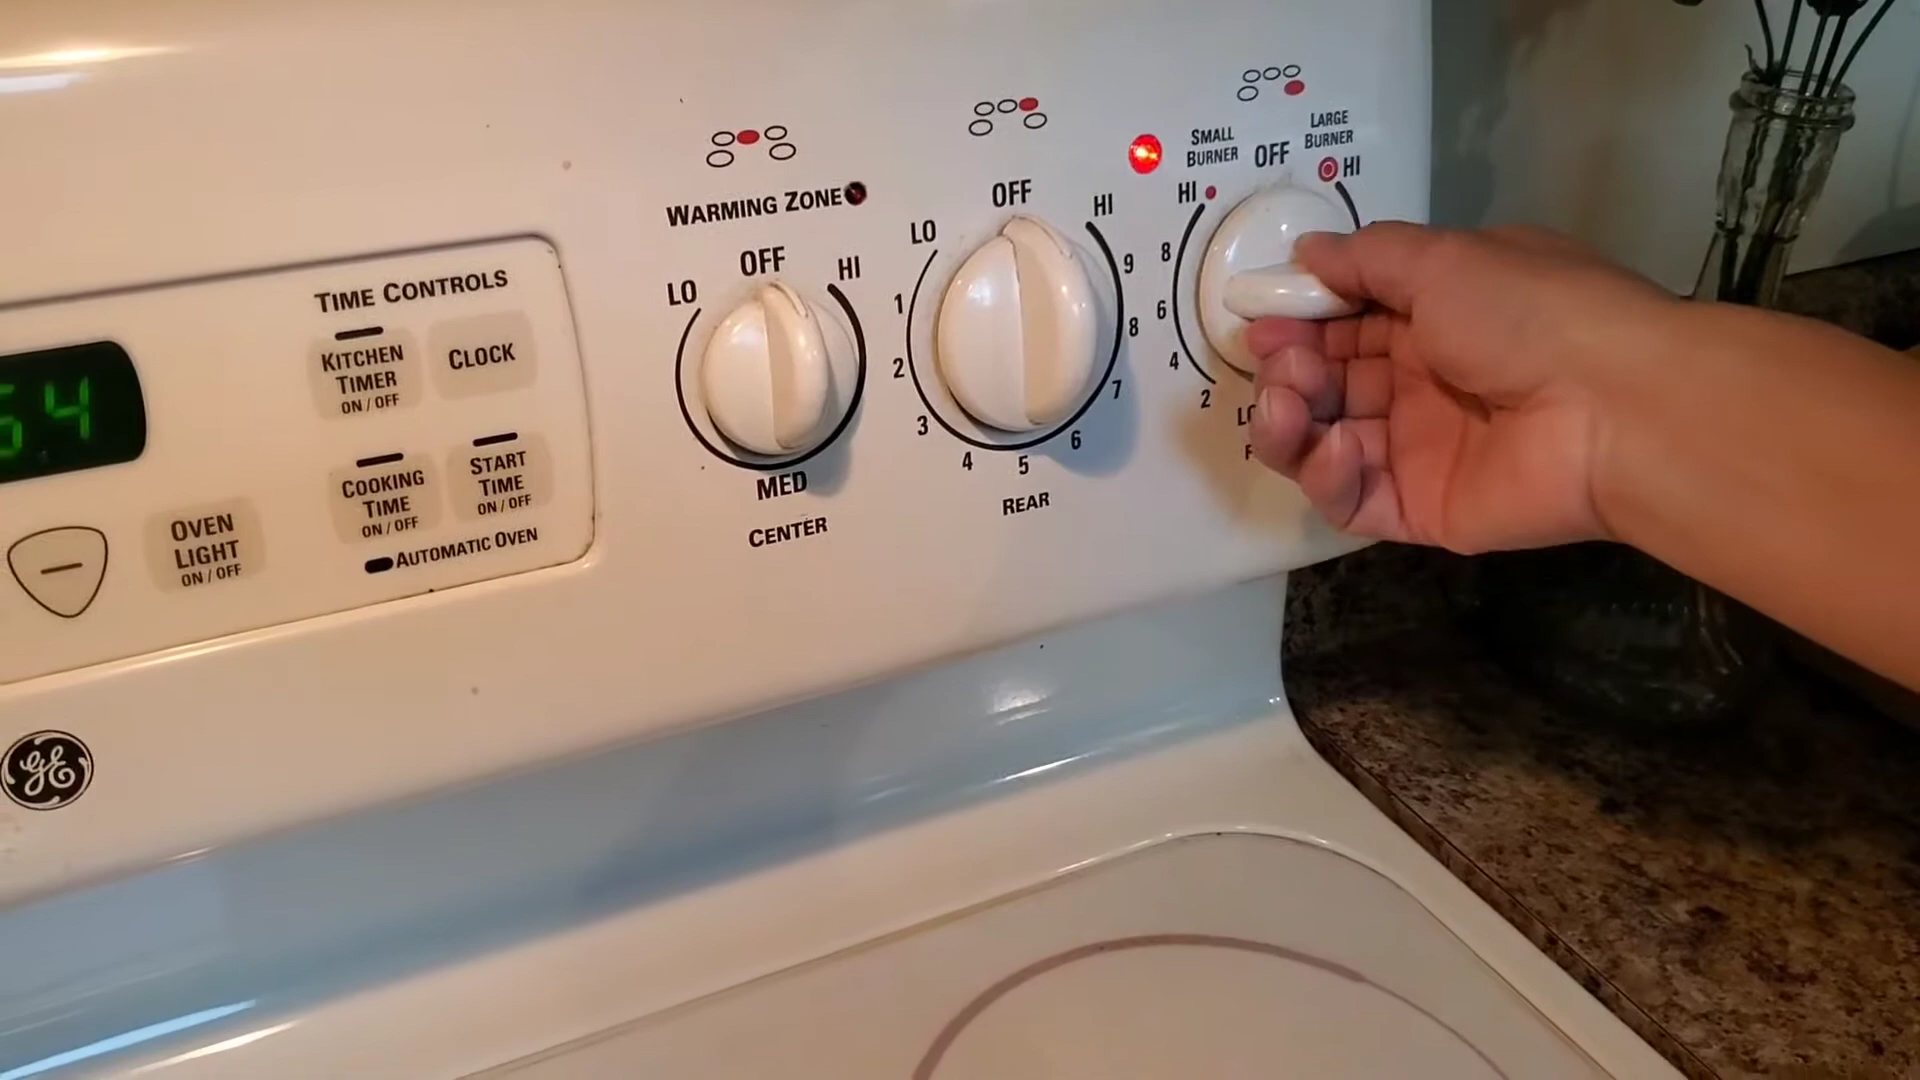 54
TIME CONTROLS
KITCHEN
TIMER
ON / OFF
CLOCK
COOKING
TIME
ON / OFF
START
TIME
ON / OFF
AUTOMATIC OVEN
OVEN
LIGHT
ON / OFF
GE
WARMING ZONE
OFF
LO
HI
MED
CENTER
OFF
LO
HI
1
9
2
8
3
7
4
5
6
REAR
SMALL
BURNER
OFF
LARGE
BURNER
HI
HI
8
6
4
2